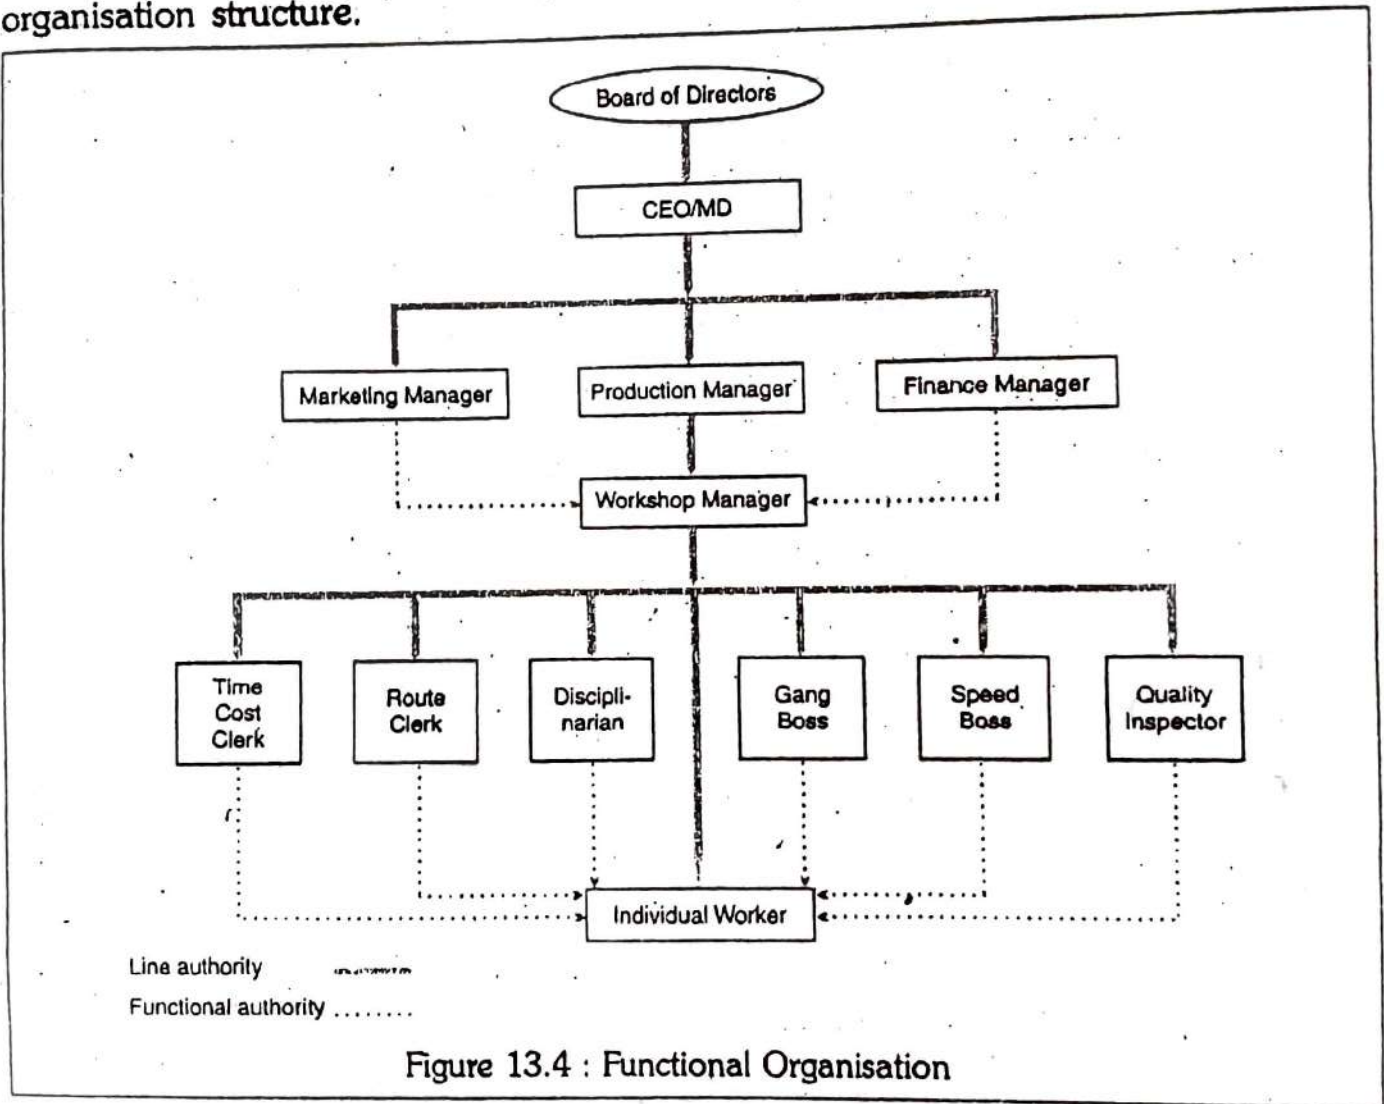 organisation structure.
Board of Directors
CEO/MD
Marketing Manager
Production Manager
Finance Manager
Workshop Manager
Time
Cost
Clerk
Route
Clerk
Discipli-
narian
Gang
Boss
Speed
Boss
Quality
Inspector
Individual Worker
Line authority
Functional authority ........
Figure 13.4 : Functional Organisation